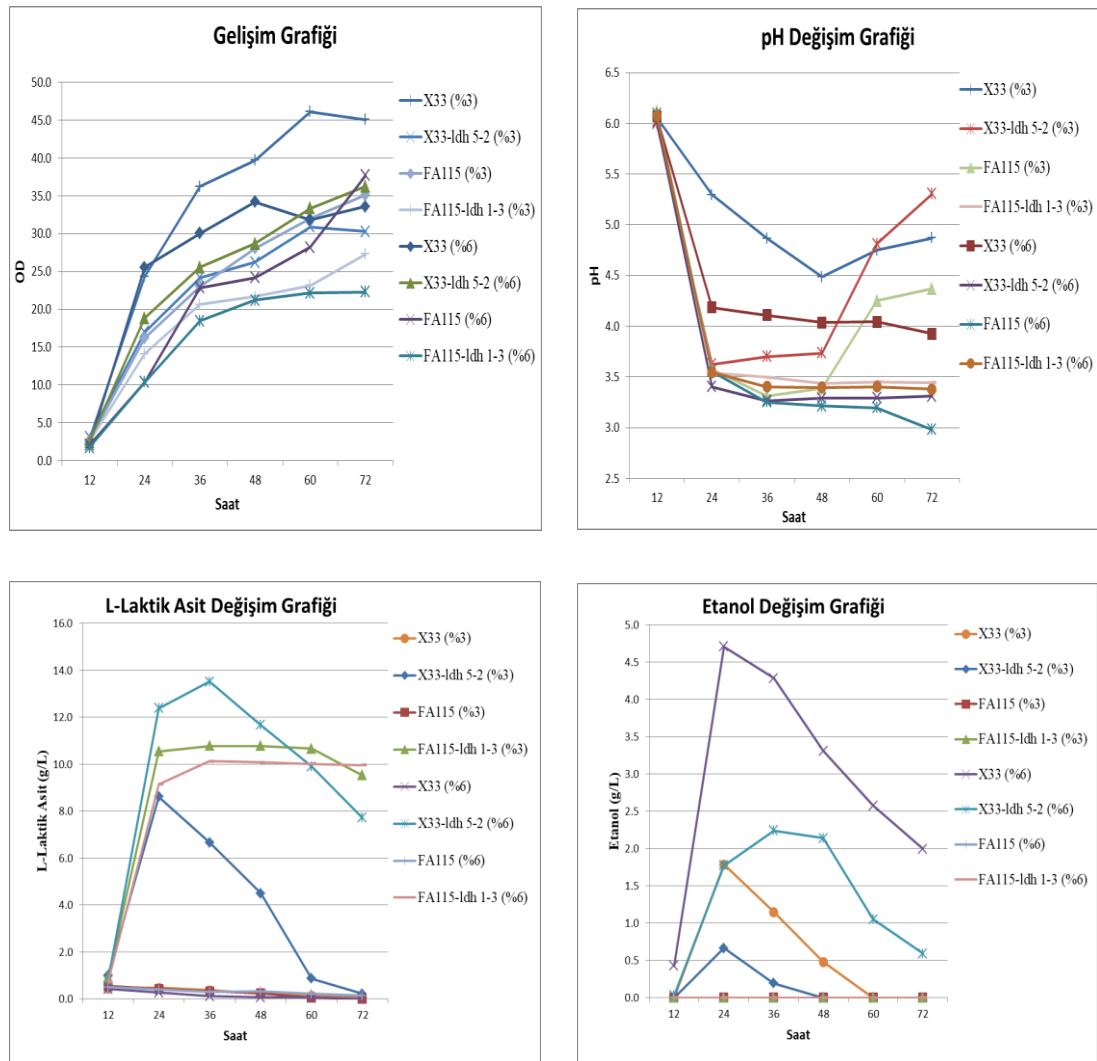 Gelişim Grafiği
50.0
45.0
40.0
35.0
30.0
25.0
20.0
15.0
10.0
5.0
0.0
OD
12 24 36 48 60 72
Saat
X33 (%3)
X33-ldh 5-2 (%3)
FA115 (%3)
FA115-ldh 1-3 (%3)
X33 (%6)
X33-ldh 5-2 (%6)
FA115 (%6)
FA115-ldh 1-3 (%6)
pH Değişim Grafiği
6.5
6.0
5.5
5.0
4.5
4.0
3.5
3.0
2.5
pH
12 24 36 48 60 72
Saat
X33 (%3)
X33-ldh 5-2 (%3)
FA115 (%3)
FA115-ldh 1-3 (%3)
X33 (%6)
X33-ldh 5-2 (%6)
FA115 (%6)
FA115-ldh 1-3 (%6)
L-Laktik Asit Değişim Grafiği
16.0
14.0
12.0
10.0
8.0
6.0
4.0
2.0
0.0
L-Laktik Asit (g/L)
12 24 36 48 60 72
Saat
X33 (%3)
X33-ldh 5-2 (%3)
FA115 (%3)
FA115-ldh 1-3 (%3)
X33 (%6)
X33-ldh 5-2 (%6)
FA115 (%6)
FA115-ldh 1-3 (%6)
Etanol Değişim Grafiği
5.0
4.5
4.0
3.5
3.0
2.5
2.0
1.5
1.0
0.5
0.0
Etanol (g/L)
12 24 36 48 60 72
Saat
X33 (%3)
X33-ldh 5-2 (%3)
FA115 (%3)
FA115-ldh 1-3 (%3)
X33 (%6)
X33-ldh 5-2 (%6)
FA115 (%6)
FA115-ldh 1-3 (%6)